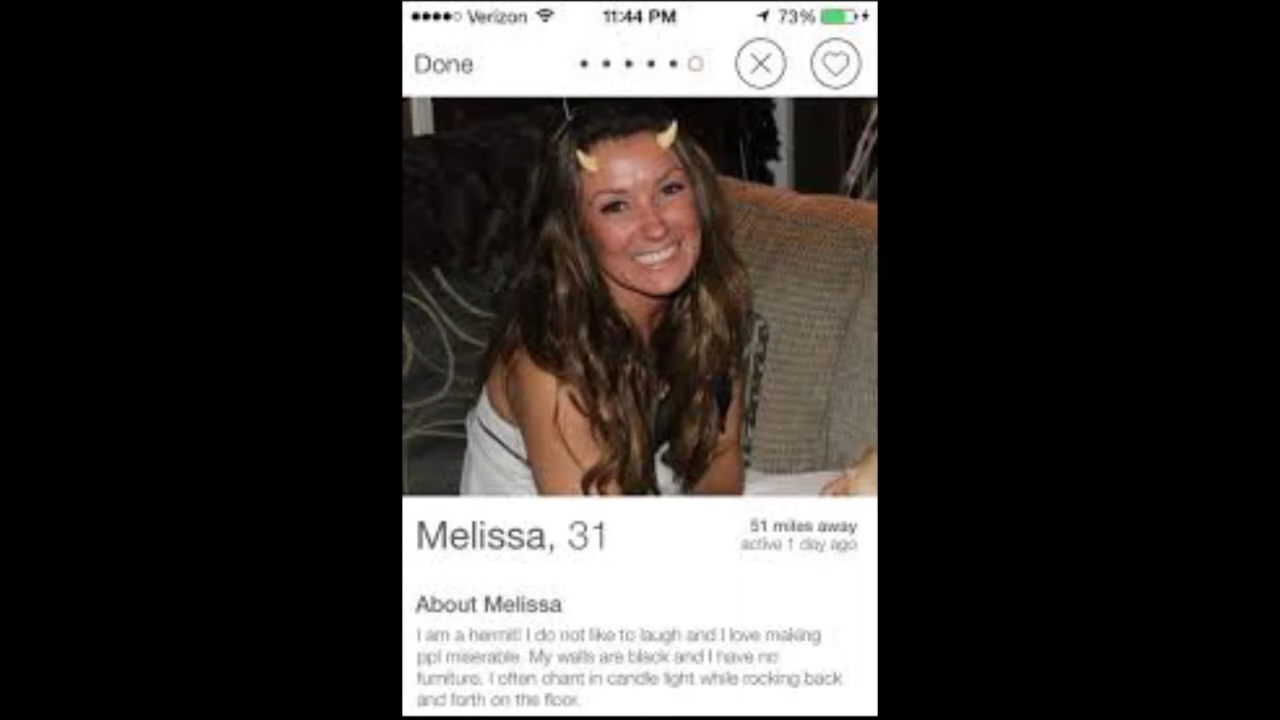 Verizon 11:44 PM 73%
Done
Melissa, 31
51 miles away
active 1 day ago
About Melissa
I am a hermit! I do not like to laugh and I love making
ppl miserable. My walls are black and I have no
furniture. I often chant in candle light while rocking back
and forth on the floor.